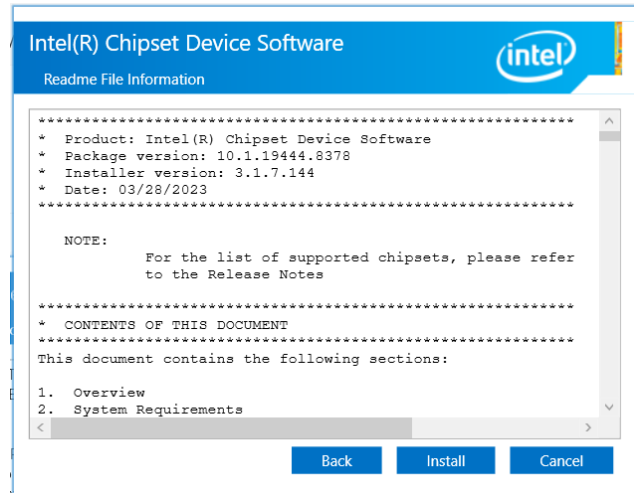 Intel(R) Chipset Device Software
intel
Readme File Information
************************************************************
*  Product: Intel(R) Chipset Device Software
*  Package version: 10.1.19444.8378
*  Installer version: 3.1.7.144
*  Date: 03/28/2023
************************************************************
NOTE:
For the list of supported chipsets, please refer
to the Release Notes
************************************************************
*  CONTENTS OF THIS DOCUMENT
************************************************************
This document contains the following sections:
1.  Overview
2.  System Requirements
Back Install Cancel